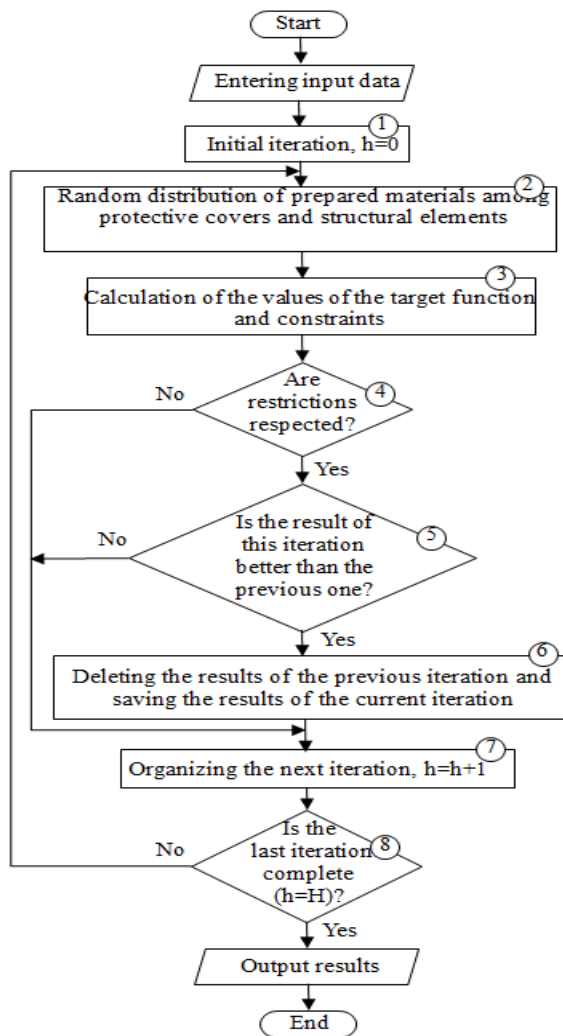 Start
Entering input data
1
Initial iteration, h=0
2
Random distribution of prepared materials among
protective covers and structural elements
3
Calculation of the values of the target function
and constraints
Are
restrictions
respected?
4
No
Yes
Is the result of
this iteration
better than the
previous one?
5
No
Yes
6
Deleting the results of the previous iteration and
saving the results of the current iteration
7
Organizing the next iteration, h=h+1
Is the
last iteration
complete
(h=H)?
8
No
Yes
Output results
End